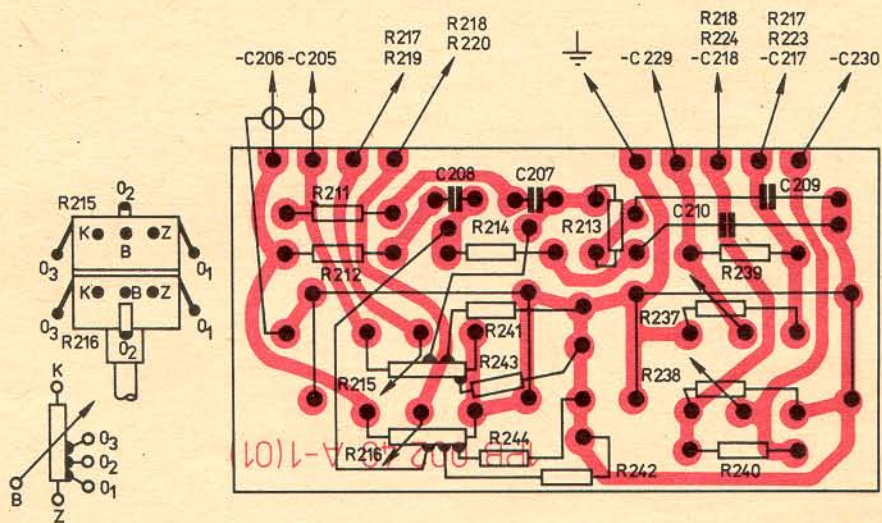 -C206 -C205
R217
R219
R218
R220
-C229
R218
R224
-C218
R217
R223
-C217
-C230
C208
C207
R211
R214
R213
C209
C210
R212
R239
R241
R237
R243
R215
R238
R216
R244
R242
R240
R215
O2
K
B
Z
O3
O1
K
B
Z
O3
O1
R216
O2
K
O3
O2
O1
B
Z